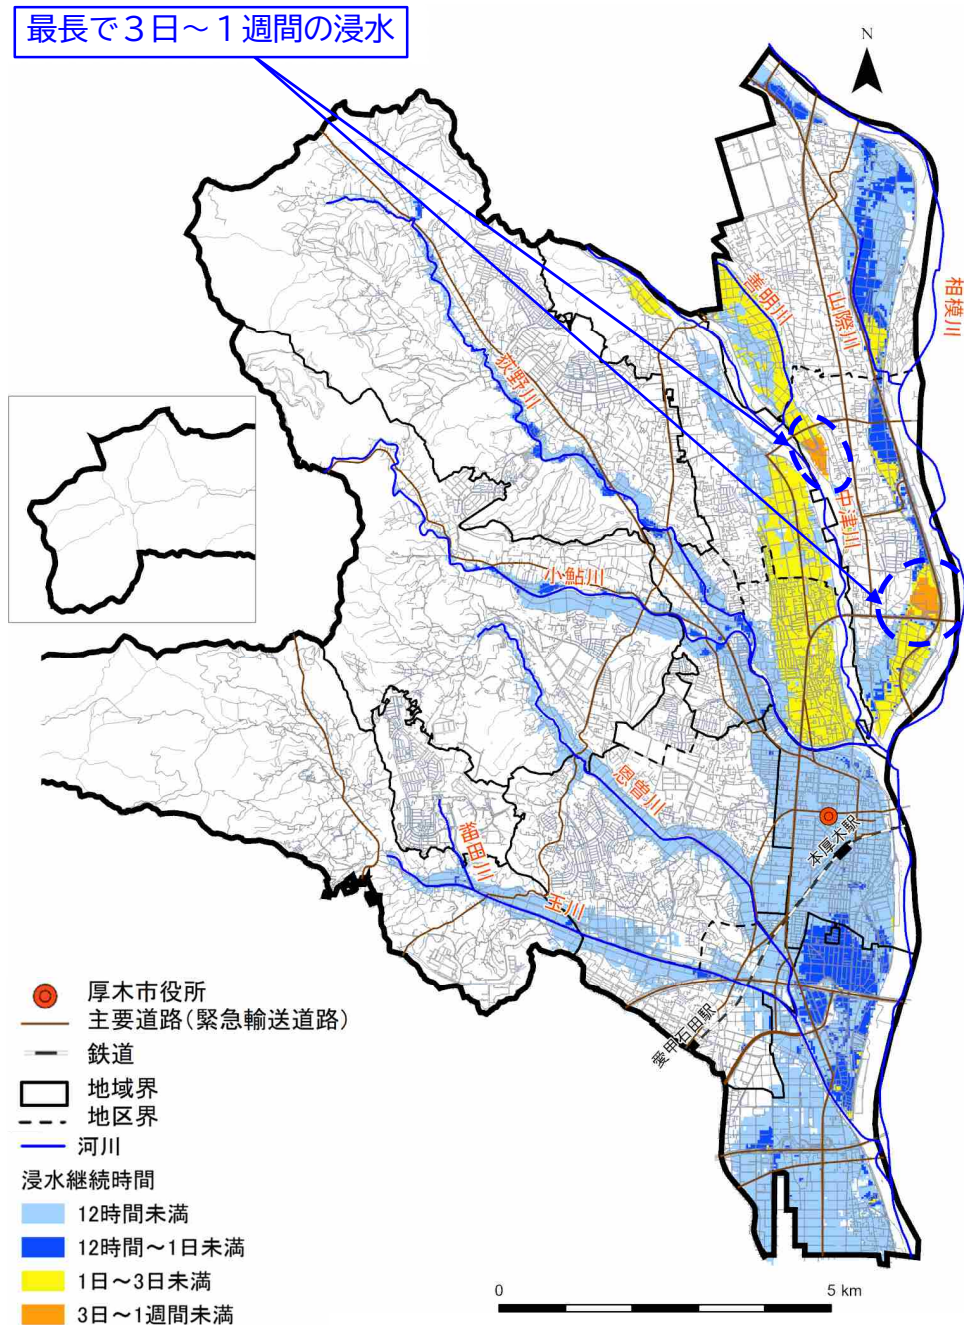 最長で３日～１週間の浸水
N
相模川
善明川
山際川
荻野川
中津川
小鮎川
恩曽川
本厚木駅
番田川
玉川
愛甲石田駅
厚木市役所
主要道路（緊急輸送道路）
鉄道
地域界
地区界
河川
浸水継続時間
12時間未満
12時間～1日未満
1日～3日未満
3日～1週間未満
0 5 km